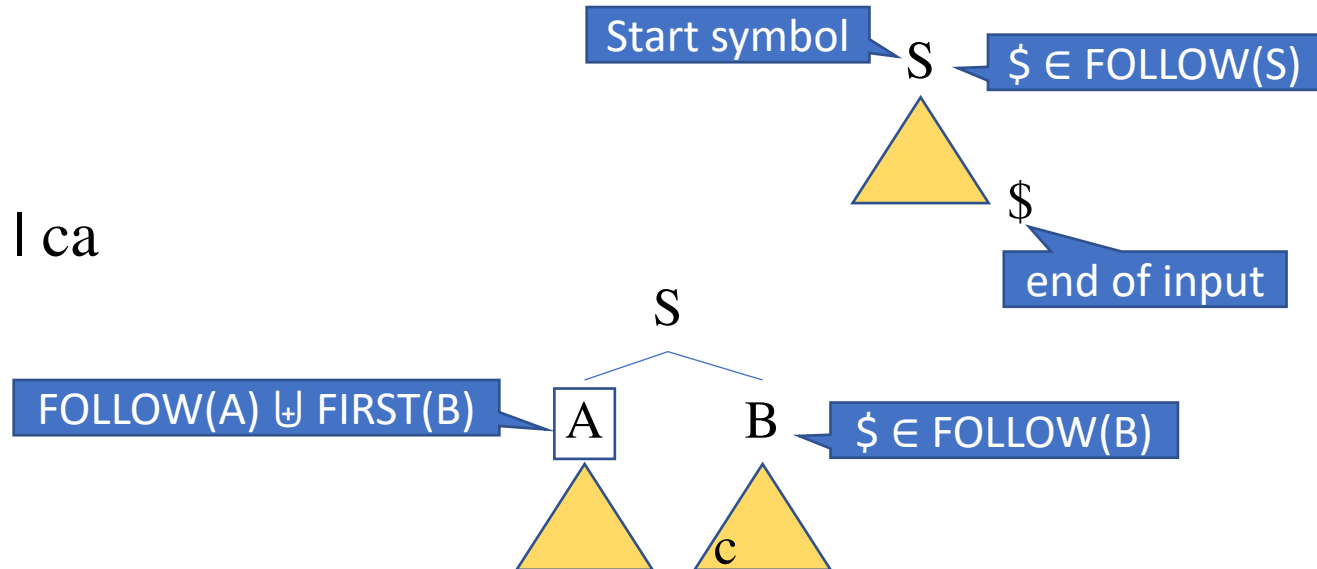 Start symbol
S
$ ∈ FOLLOW(S)
$
| ca
end of input
S
FOLLOW(A) ⊎ FIRST(B)
A
B
$ ∈ FOLLOW(B)
c